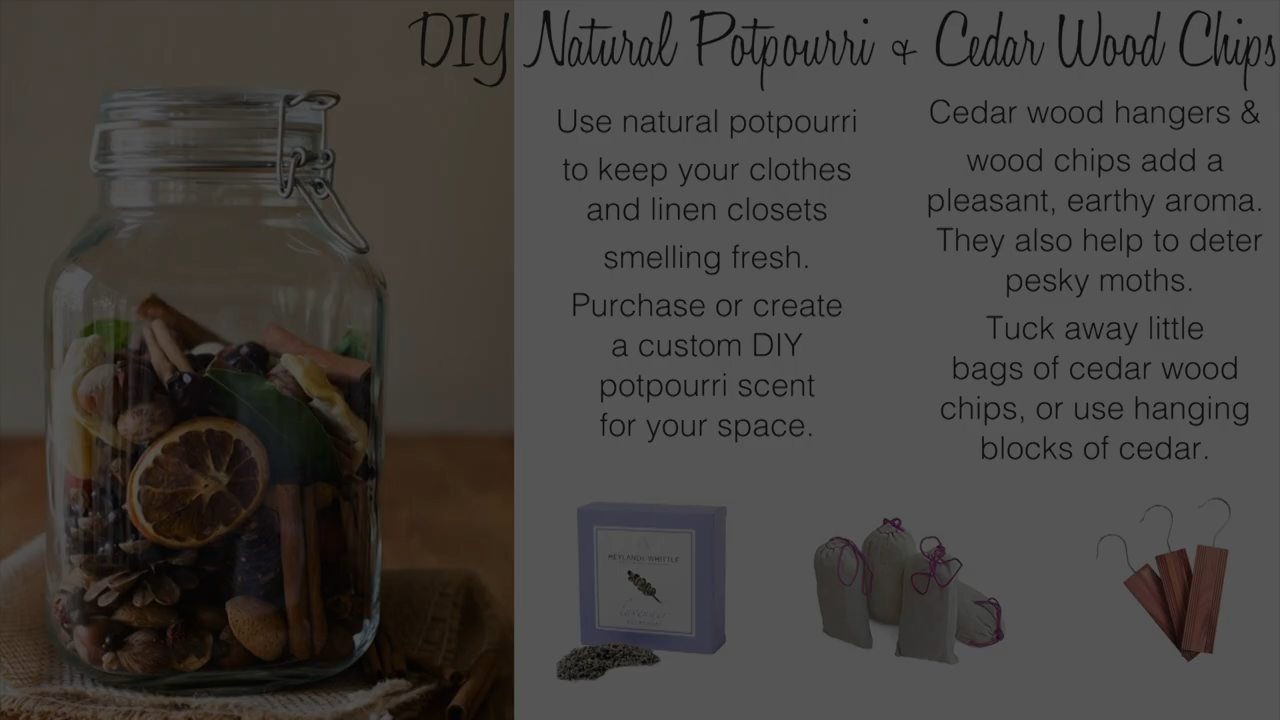 DIY Natural Potpourri & Cedar Wood Chips
Use natural potpourri
to keep your clothes
and linen closets
smelling fresh.
Purchase or create
a custom DIY
potpourri scent
for your space.
Cedar wood hangers &
wood chips add a
pleasant, earthy aroma.
They also help to deter
pesky moths.
Tuck away little
bags of cedar wood
chips, or use hanging
blocks of cedar.
HEYLAND & WHITTLE
lavender